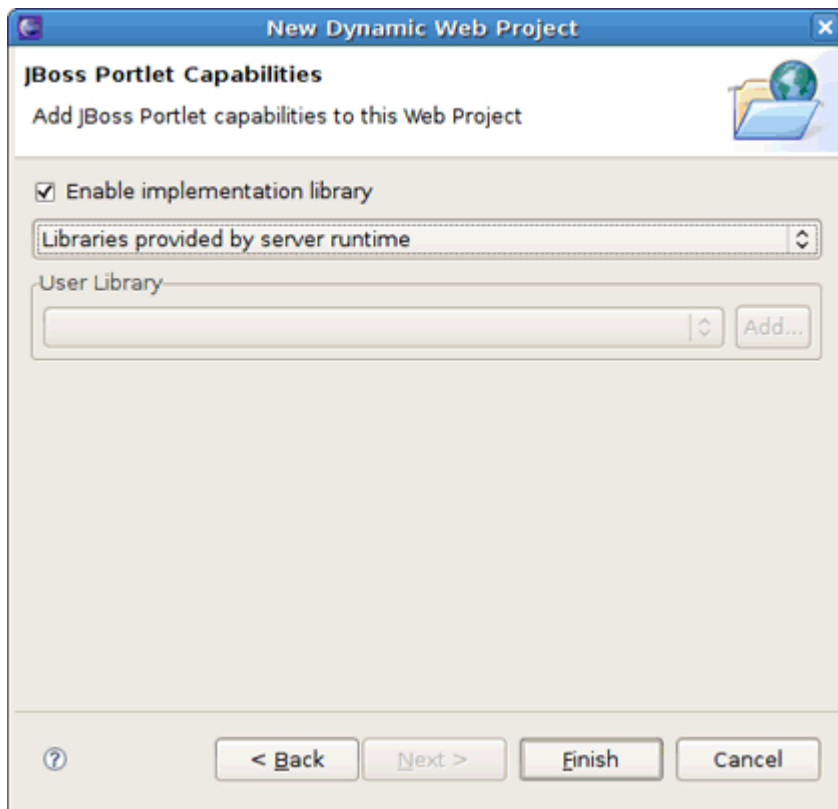 New Dynamic Web Project
JBoss Portlet Capabilities
Add JBoss Portlet capabilities to this Web Project
Enable implementation library
Libraries provided by server runtime
User Library
Add...
?
< Back
Next >
Finish
Cancel